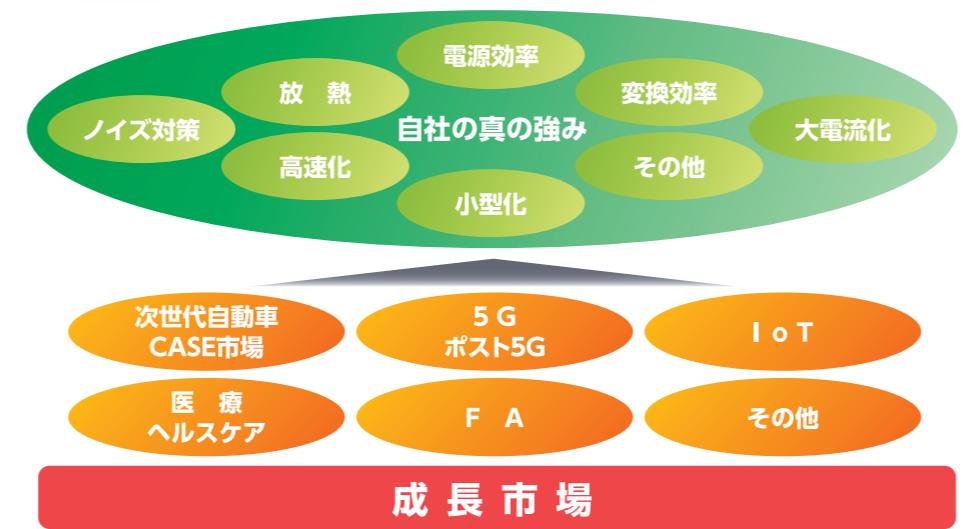 電源効率
放　熱
変換効率
ノイズ対策
自社の真の強み
大電流化
高速化
その他
小型化
次世代自動車
CASE市場
5 G
ポスト5G
I o T
医　療
ヘルスケア
F　A
その他
成 長 市 場